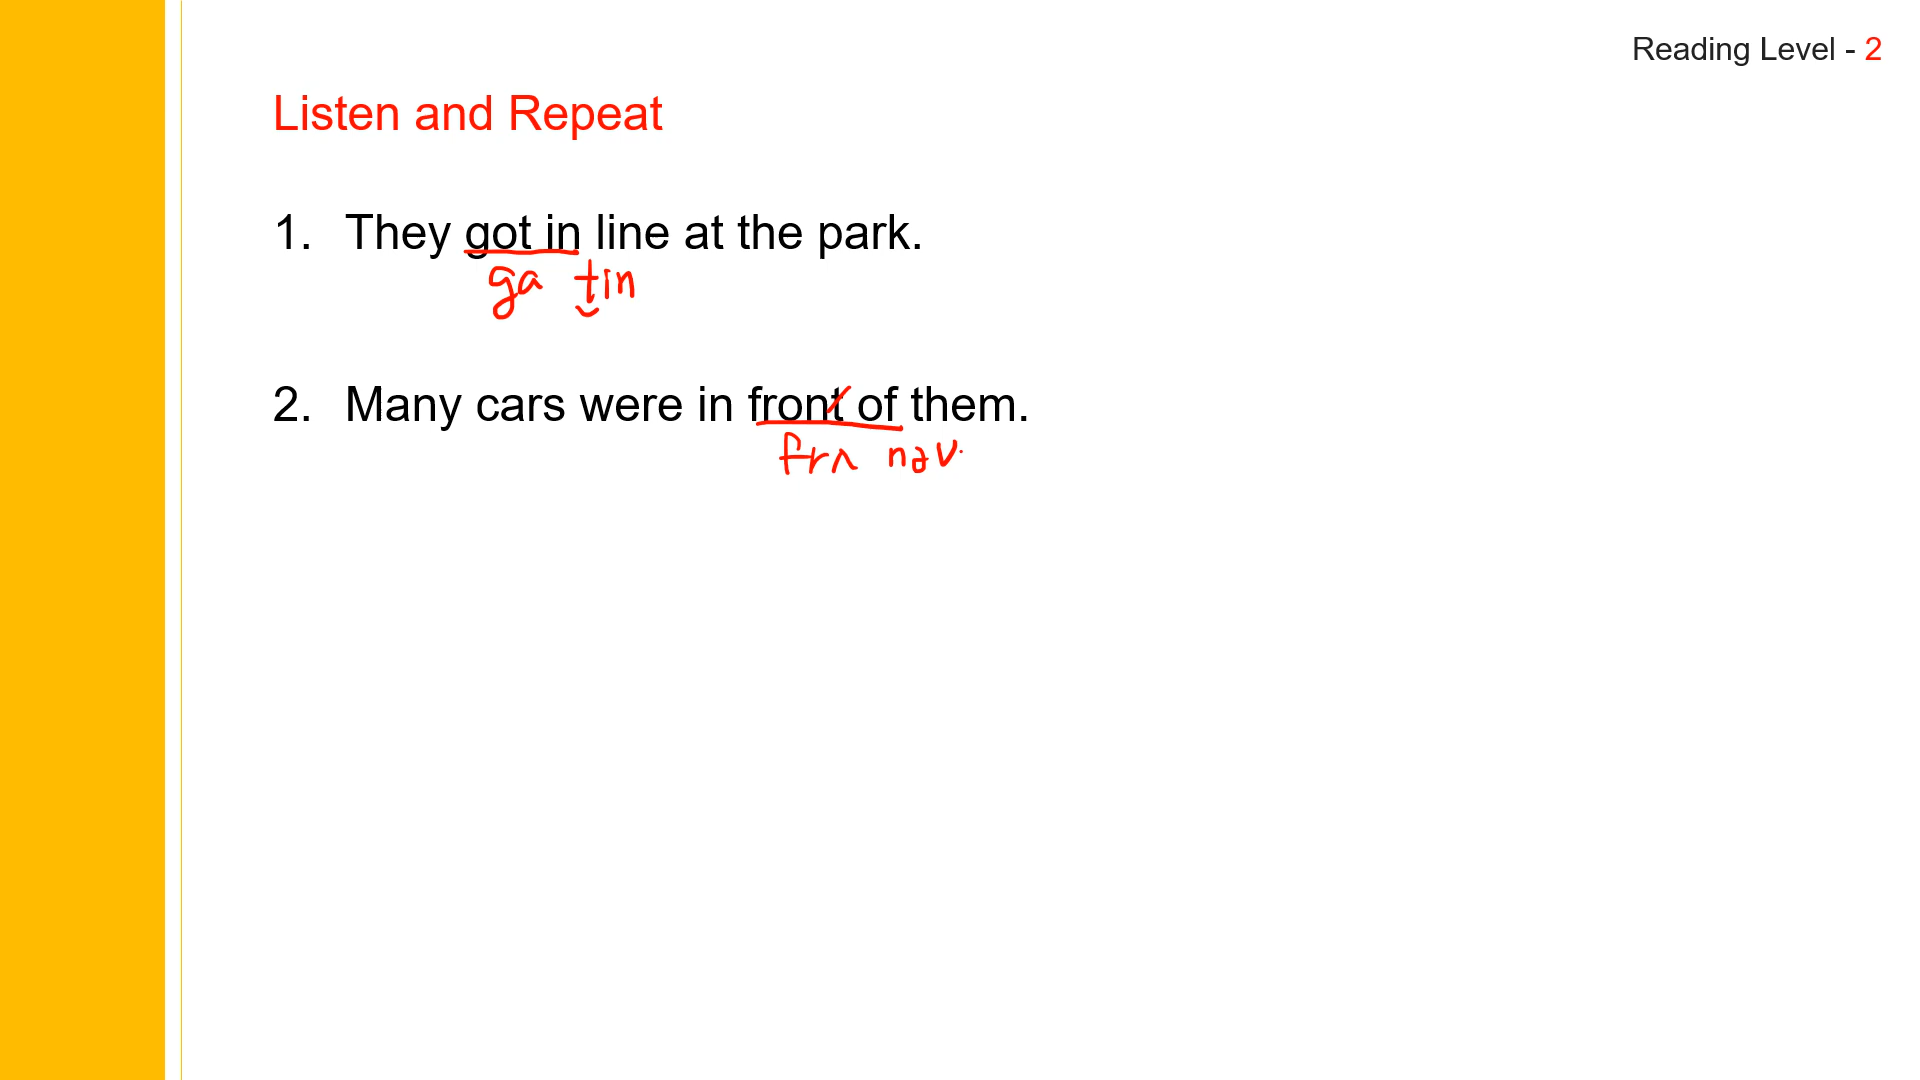 Reading Level - 2
Listen and Repeat
1. They got in line at the park.
ga tin
2. Many cars were in front of them.
frʌ nəv